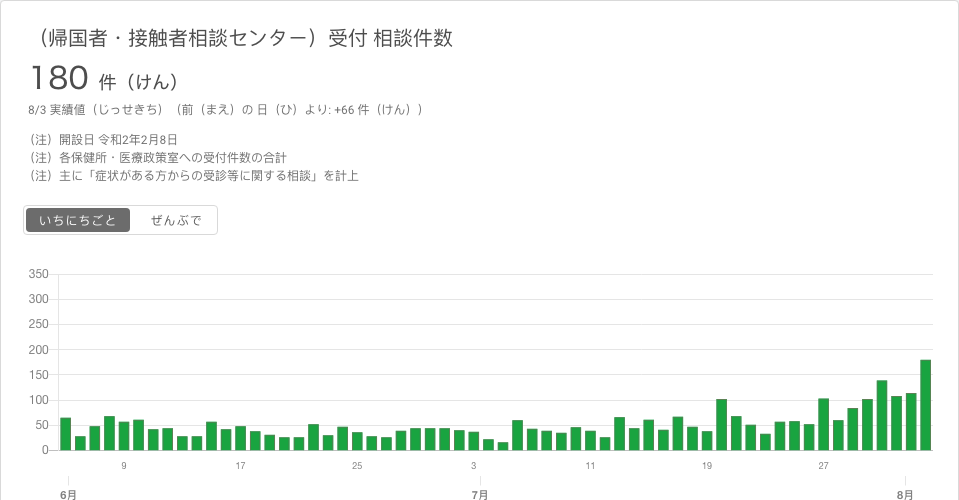 （帰国者・接触者相談センター）受付 相談件数
180 件（けん）
8/3 実績値（じっせきち）（前（まえ）の 日（ひ）より: +66 件（けん））
（注）開設日 令和2年2月8日
（注）各保健所・医療政策室への受付件数の合計
（注）主に「症状がある方からの受診等に関する相談」を計上
いちにちごと ぜんぶで
350
300
250
200
150
100
50
0
9 17 25 3 11 19 27
6月 7月 8月